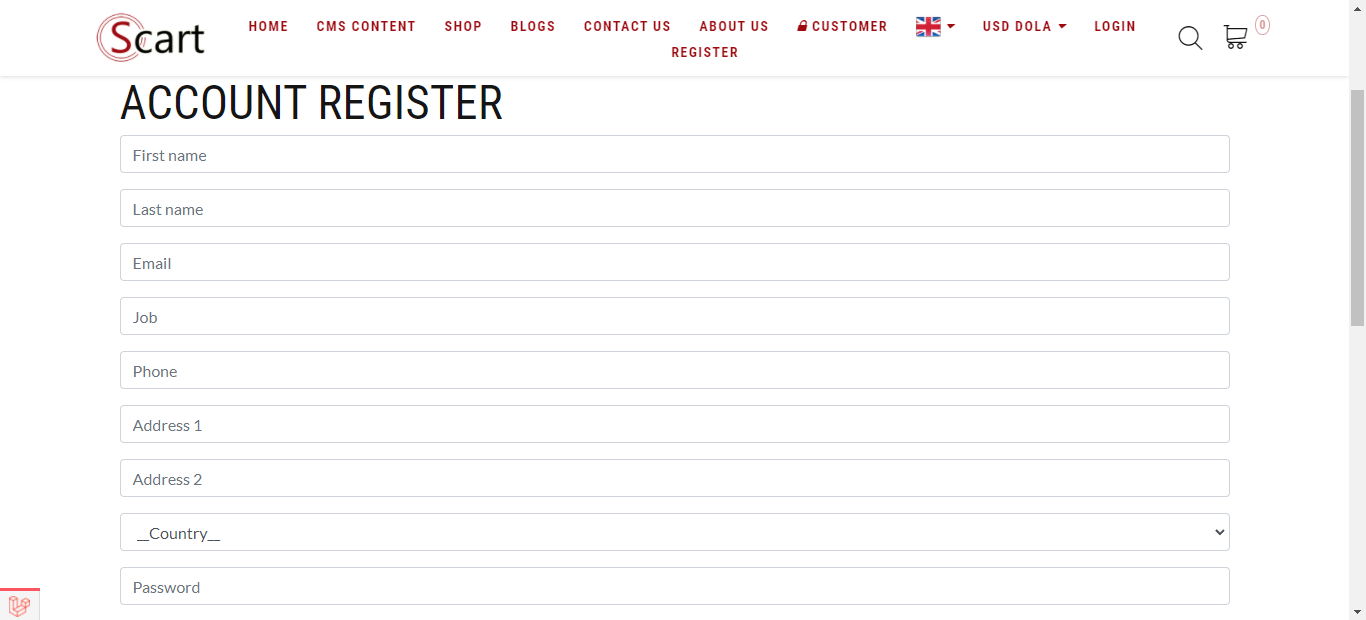 Scart
HOME CMS CONTENT SHOP BLOGS CONTACT US ABOUT US CUSTOMER USD DOLA LOGIN
REGISTER
0
ACCOUNT REGISTER
First name
Last name
Email
Job
Phone
Address 1
Address 2
__Country__
Password